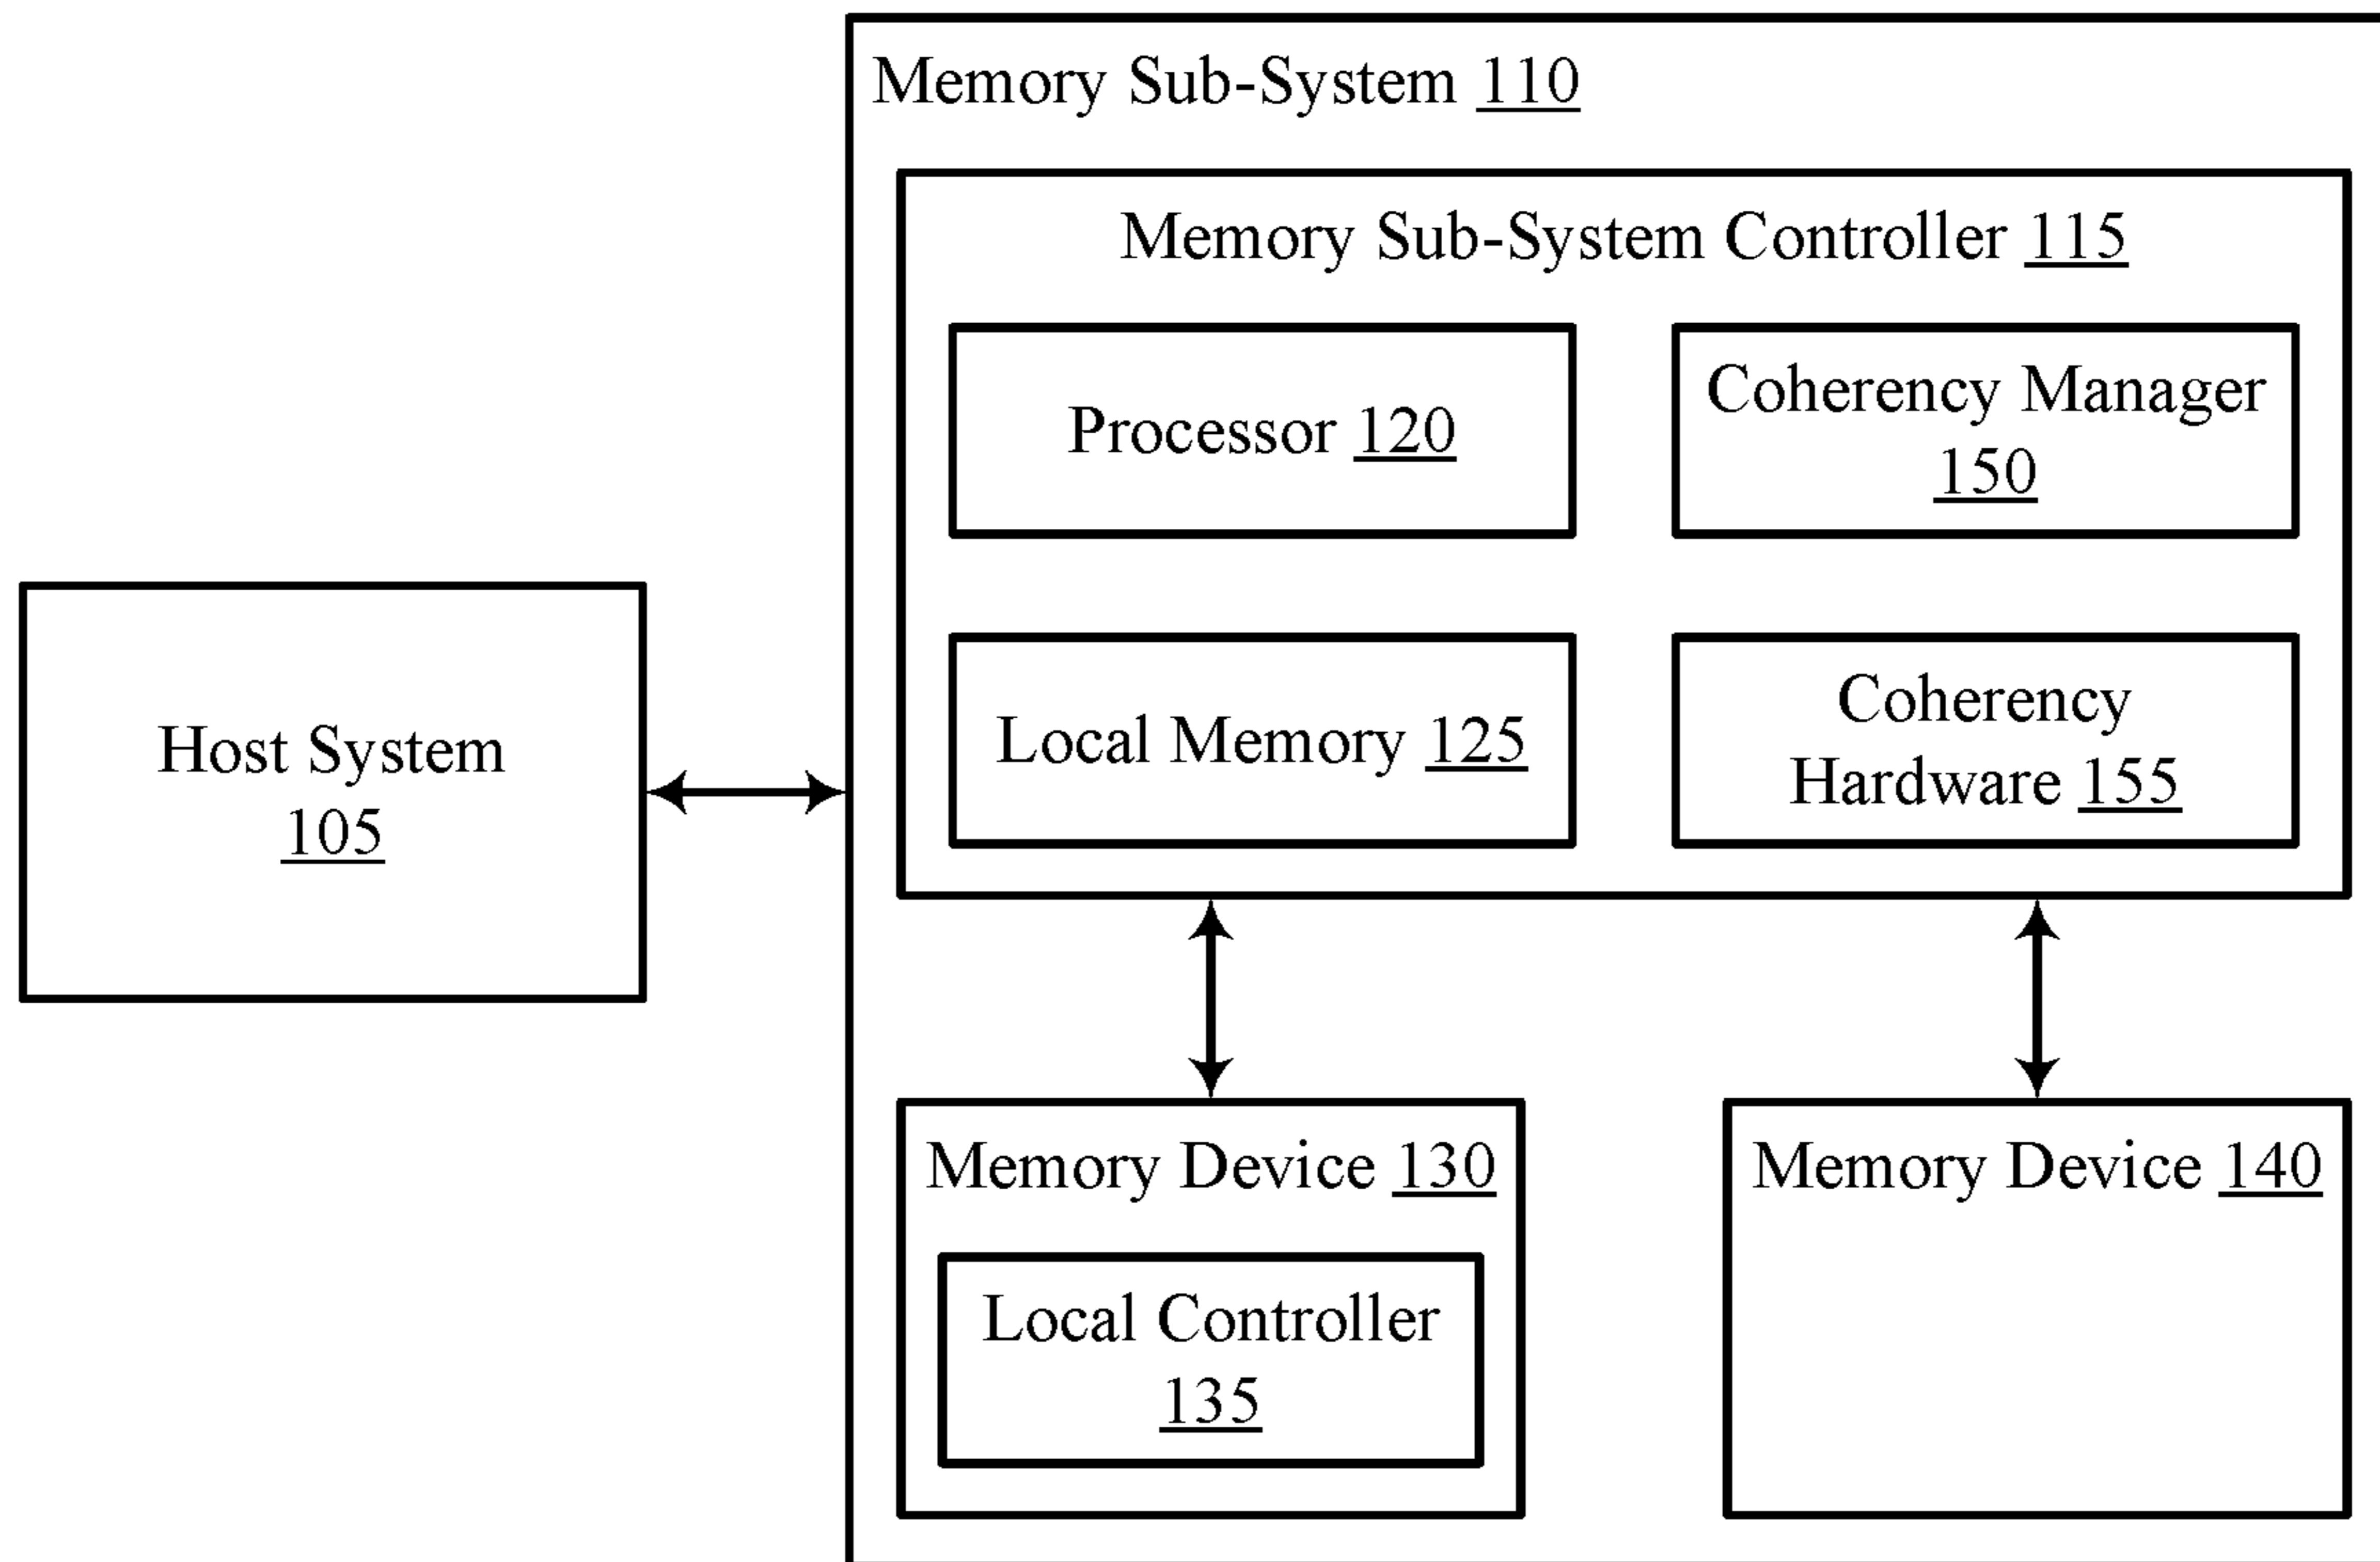 Memory Sub-System 110
Memory Sub-System Controller 115
Processor 120
Coherency Manager
150
Local Memory 125
Coherency
Hardware 155
Host System
105
Memory Device 130
Local Controller
135
Memory Device 140